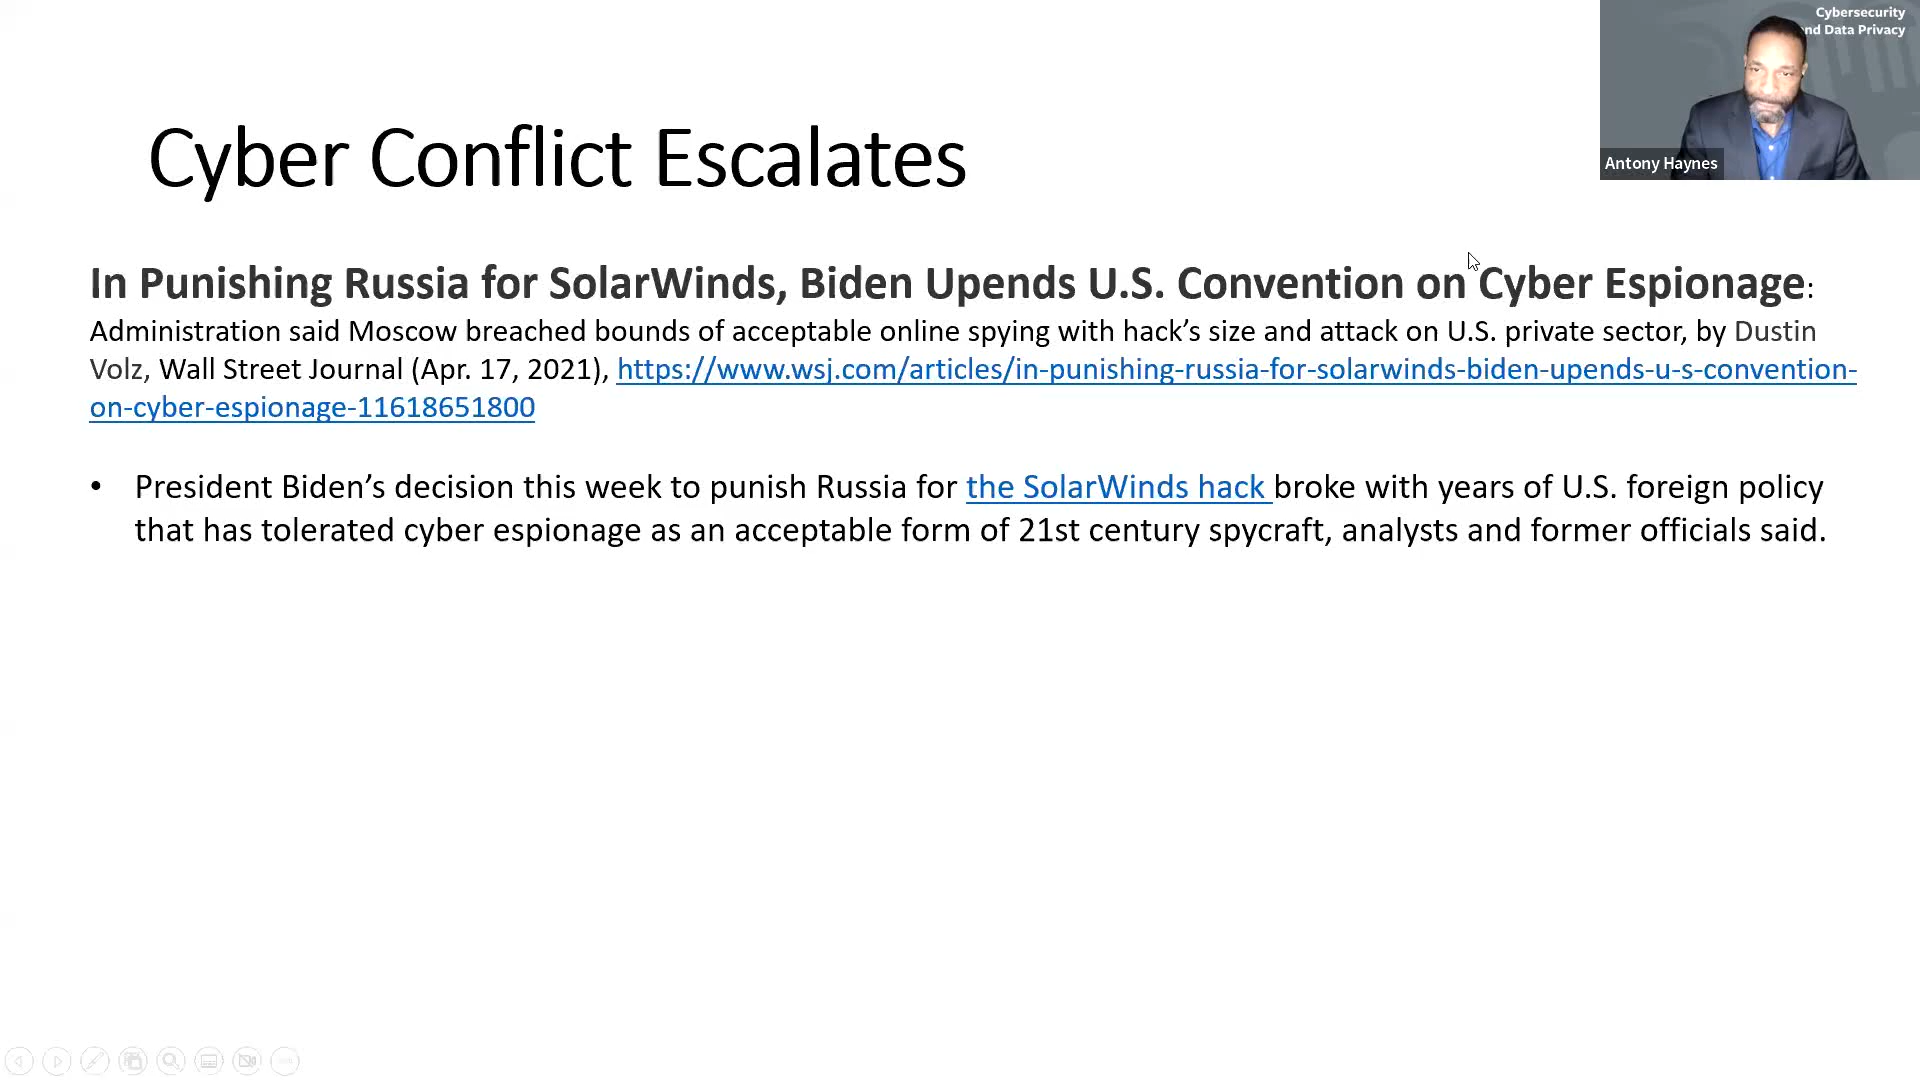 Cybersecurity
nd Data Privacy
Antony Haynes
Cyber Conflict Escalates
In Punishing Russia for SolarWinds, Biden Upends U.S. Convention on Cyber Espionage:
Administration said Moscow breached bounds of acceptable online spying with hack’s size and attack on U.S. private sector, by Dustin
Volz, Wall Street Journal (Apr. 17, 2021), https://www.wsj.com/articles/in-punishing-russia-for-solarwinds-biden-upends-u-s-convention-
on-cyber-espionage-11618651800
• President Biden’s decision this week to punish Russia for the SolarWinds hack broke with years of U.S. foreign policy
that has tolerated cyber espionage as an acceptable form of 21st century spycraft, analysts and former officials said.